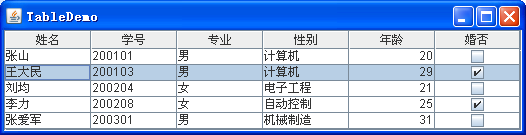 TableDemo
姓名 学号 专业 性别 年龄 婚否
张山 200101 男 计算机 20
王大民 200103 男 计算机 29
刘均 200204 女 电子工程 21
李力 200208 女 自动控制 25
张爱军 200301 男 机械制造 31